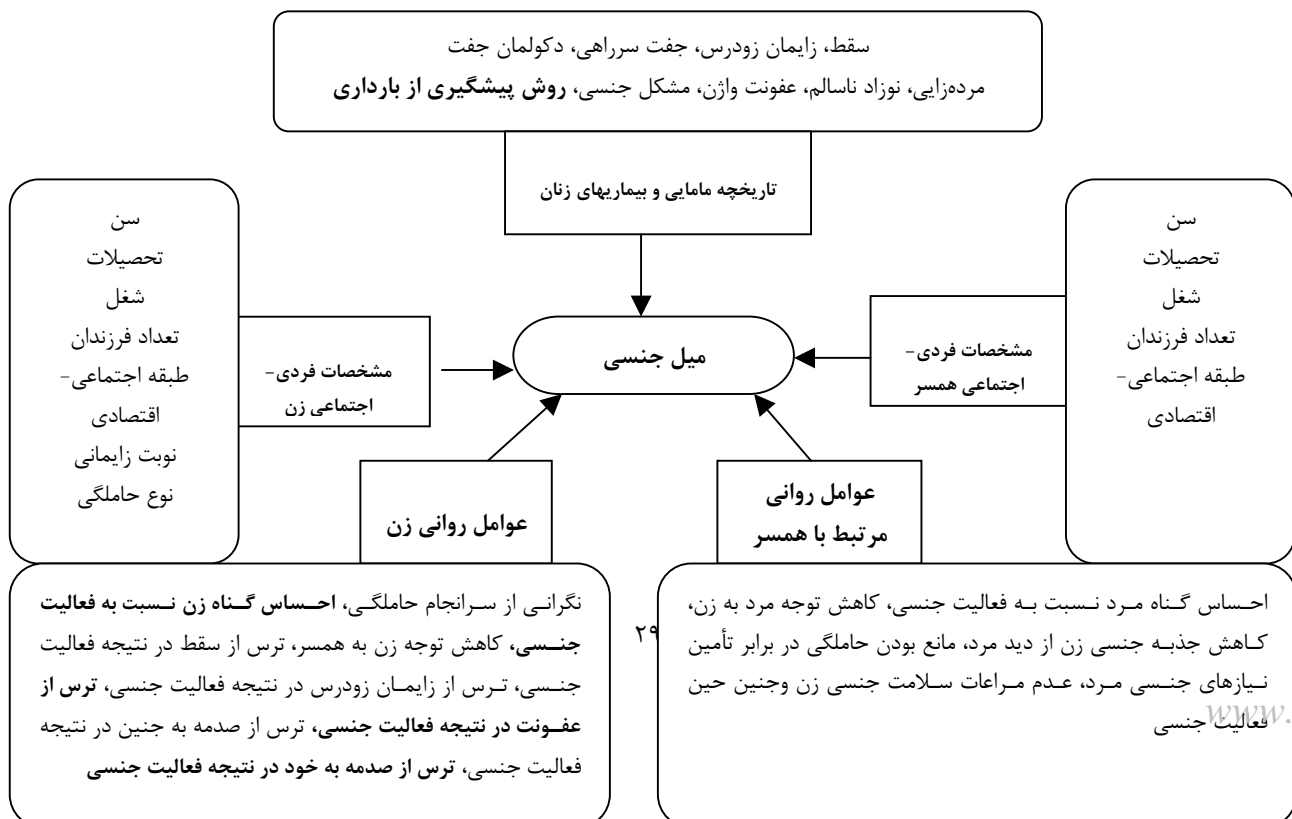 سقط، زایمان زودرس، جفت سرراهی، دکولمان جفت
مرده‌زایی، نوزاد ناسالم، عفونت واژن، مشکل جنسی، روش پیشگیری از بارداری
تاریخچه مامایی و بیماریهای زنان
سن
تحصیلات
شغل
تعداد فرزندان
طبقه اجتماعی-
اقتصادی
مشخصات فردی-
اجتماعی همسر
میل جنسی
مشخصات فردی-
اجتماعی زن
سن
تحصیلات
شغل
تعداد فرزندان
طبقه اجتماعی-
اقتصادی
نوبت زایمانی
نوع حاملگی
عوامل روانی
مرتبط با همسر
عوامل روانی زن
احساس گناه مرد نسبت به فعالیت جنسی، کاهش توجه مرد به زن،
کاهش جذبه جنسی زن از دید مرد، مانع بودن حاملگی در برابر تأمین
نیازهای جنسی مرد، عدم مراعات سلامت جنسی زن وجنین حین
فعالیت جنسی
نگرانی از سرانجام حاملگی، احساس گناه زن نسبت به فعالیت
جنسی، کاهش توجه زن به همسر، ترس از سقط در نتیجه فعالیت
جنسی، ترس از زایمان زودرس در نتیجه فعالیت جنسی، ترس از
عفونت در نتیجه فعالیت جنسی، ترس از صدمه به جنین در نتیجه
فعالیت جنسی، ترس از صدمه به خود در نتیجه فعالیت جنسی
۲۹
www.